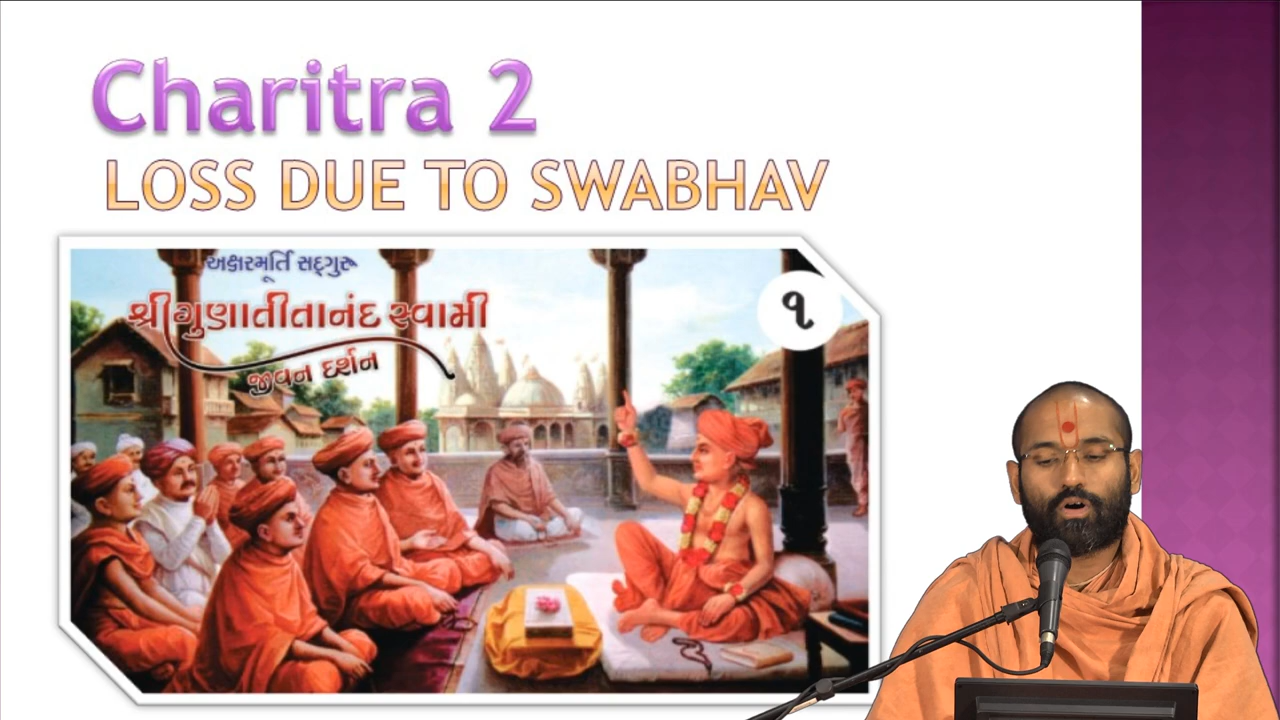 Charitra 2
LOSS DUE TO SWABHAV
અક્ષરમૂર્તિ સદ્‌ગુરુ
શ્રી ગુણાતીતાનંદ સ્વામી
જીવન દર્શન
૧